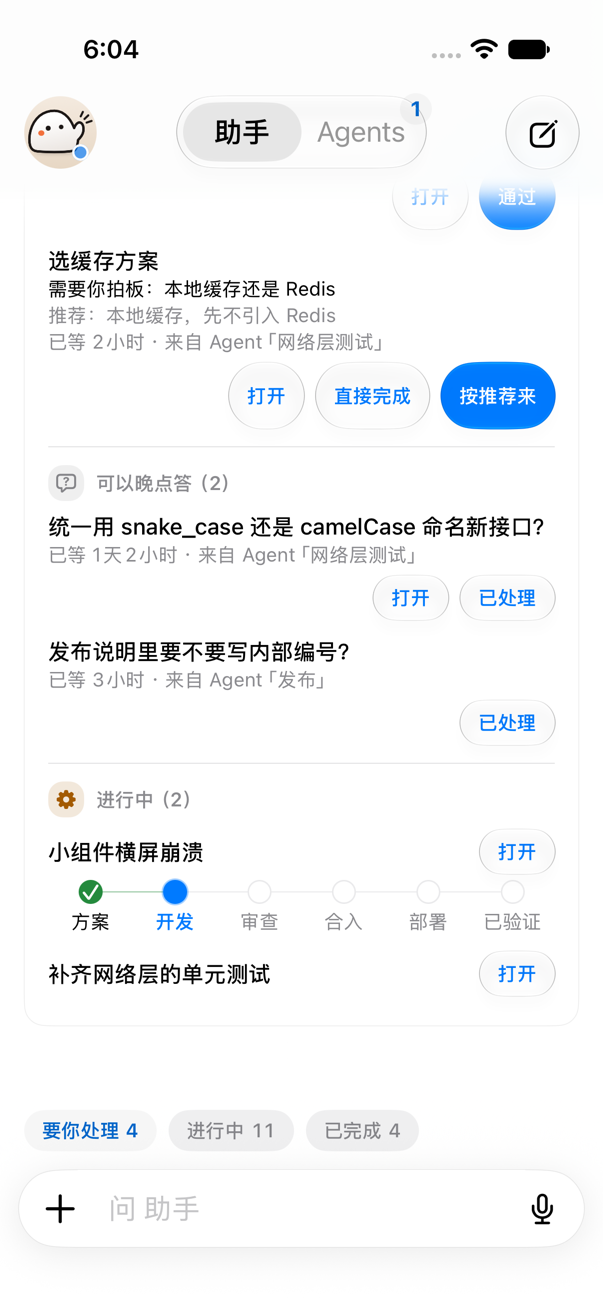 6:04
助手
Agents
1
打开
通过
选缓存方案
需要你拍板：本地缓存还是 Redis
推荐：本地缓存，先不引入 Redis
已等 2小时 · 来自 Agent「网络层测试」
打开
直接完成
按推荐来
可以晚点答（2）
统一用 snake_case 还是 camelCase 命名新接口？
已等 1天2小时 · 来自 Agent「网络层测试」
打开
已处理
发布说明里要不要写内部编号？
已等 3小时 · 来自 Agent「发布」
已处理
进行中（2）
小组件横屏崩溃
打开
方案
开发
审查
合入
部署
已验证
补齐网络层的单元测试
打开
要你处理 4
进行中 11
已完成 4
问 助手